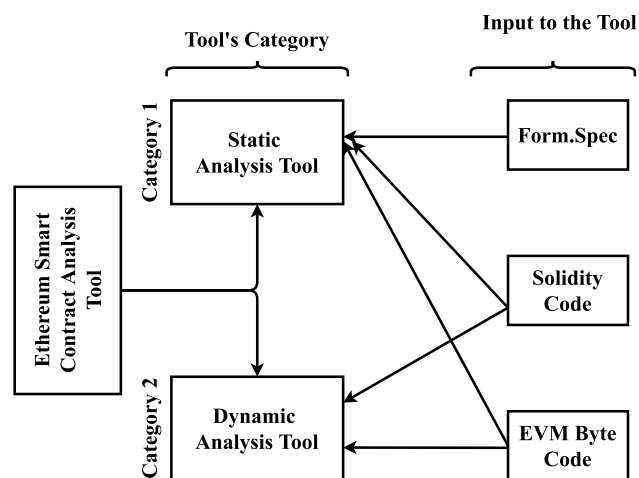 Tool's Category
Input to the Tool
Category 1
Static
Analysis Tool
Form.Spec
Ethereum Smart
Contract Analysis
Tool
Solidity
Code
Category 2
Dynamic
Analysis Tool
EVM Byte
Code